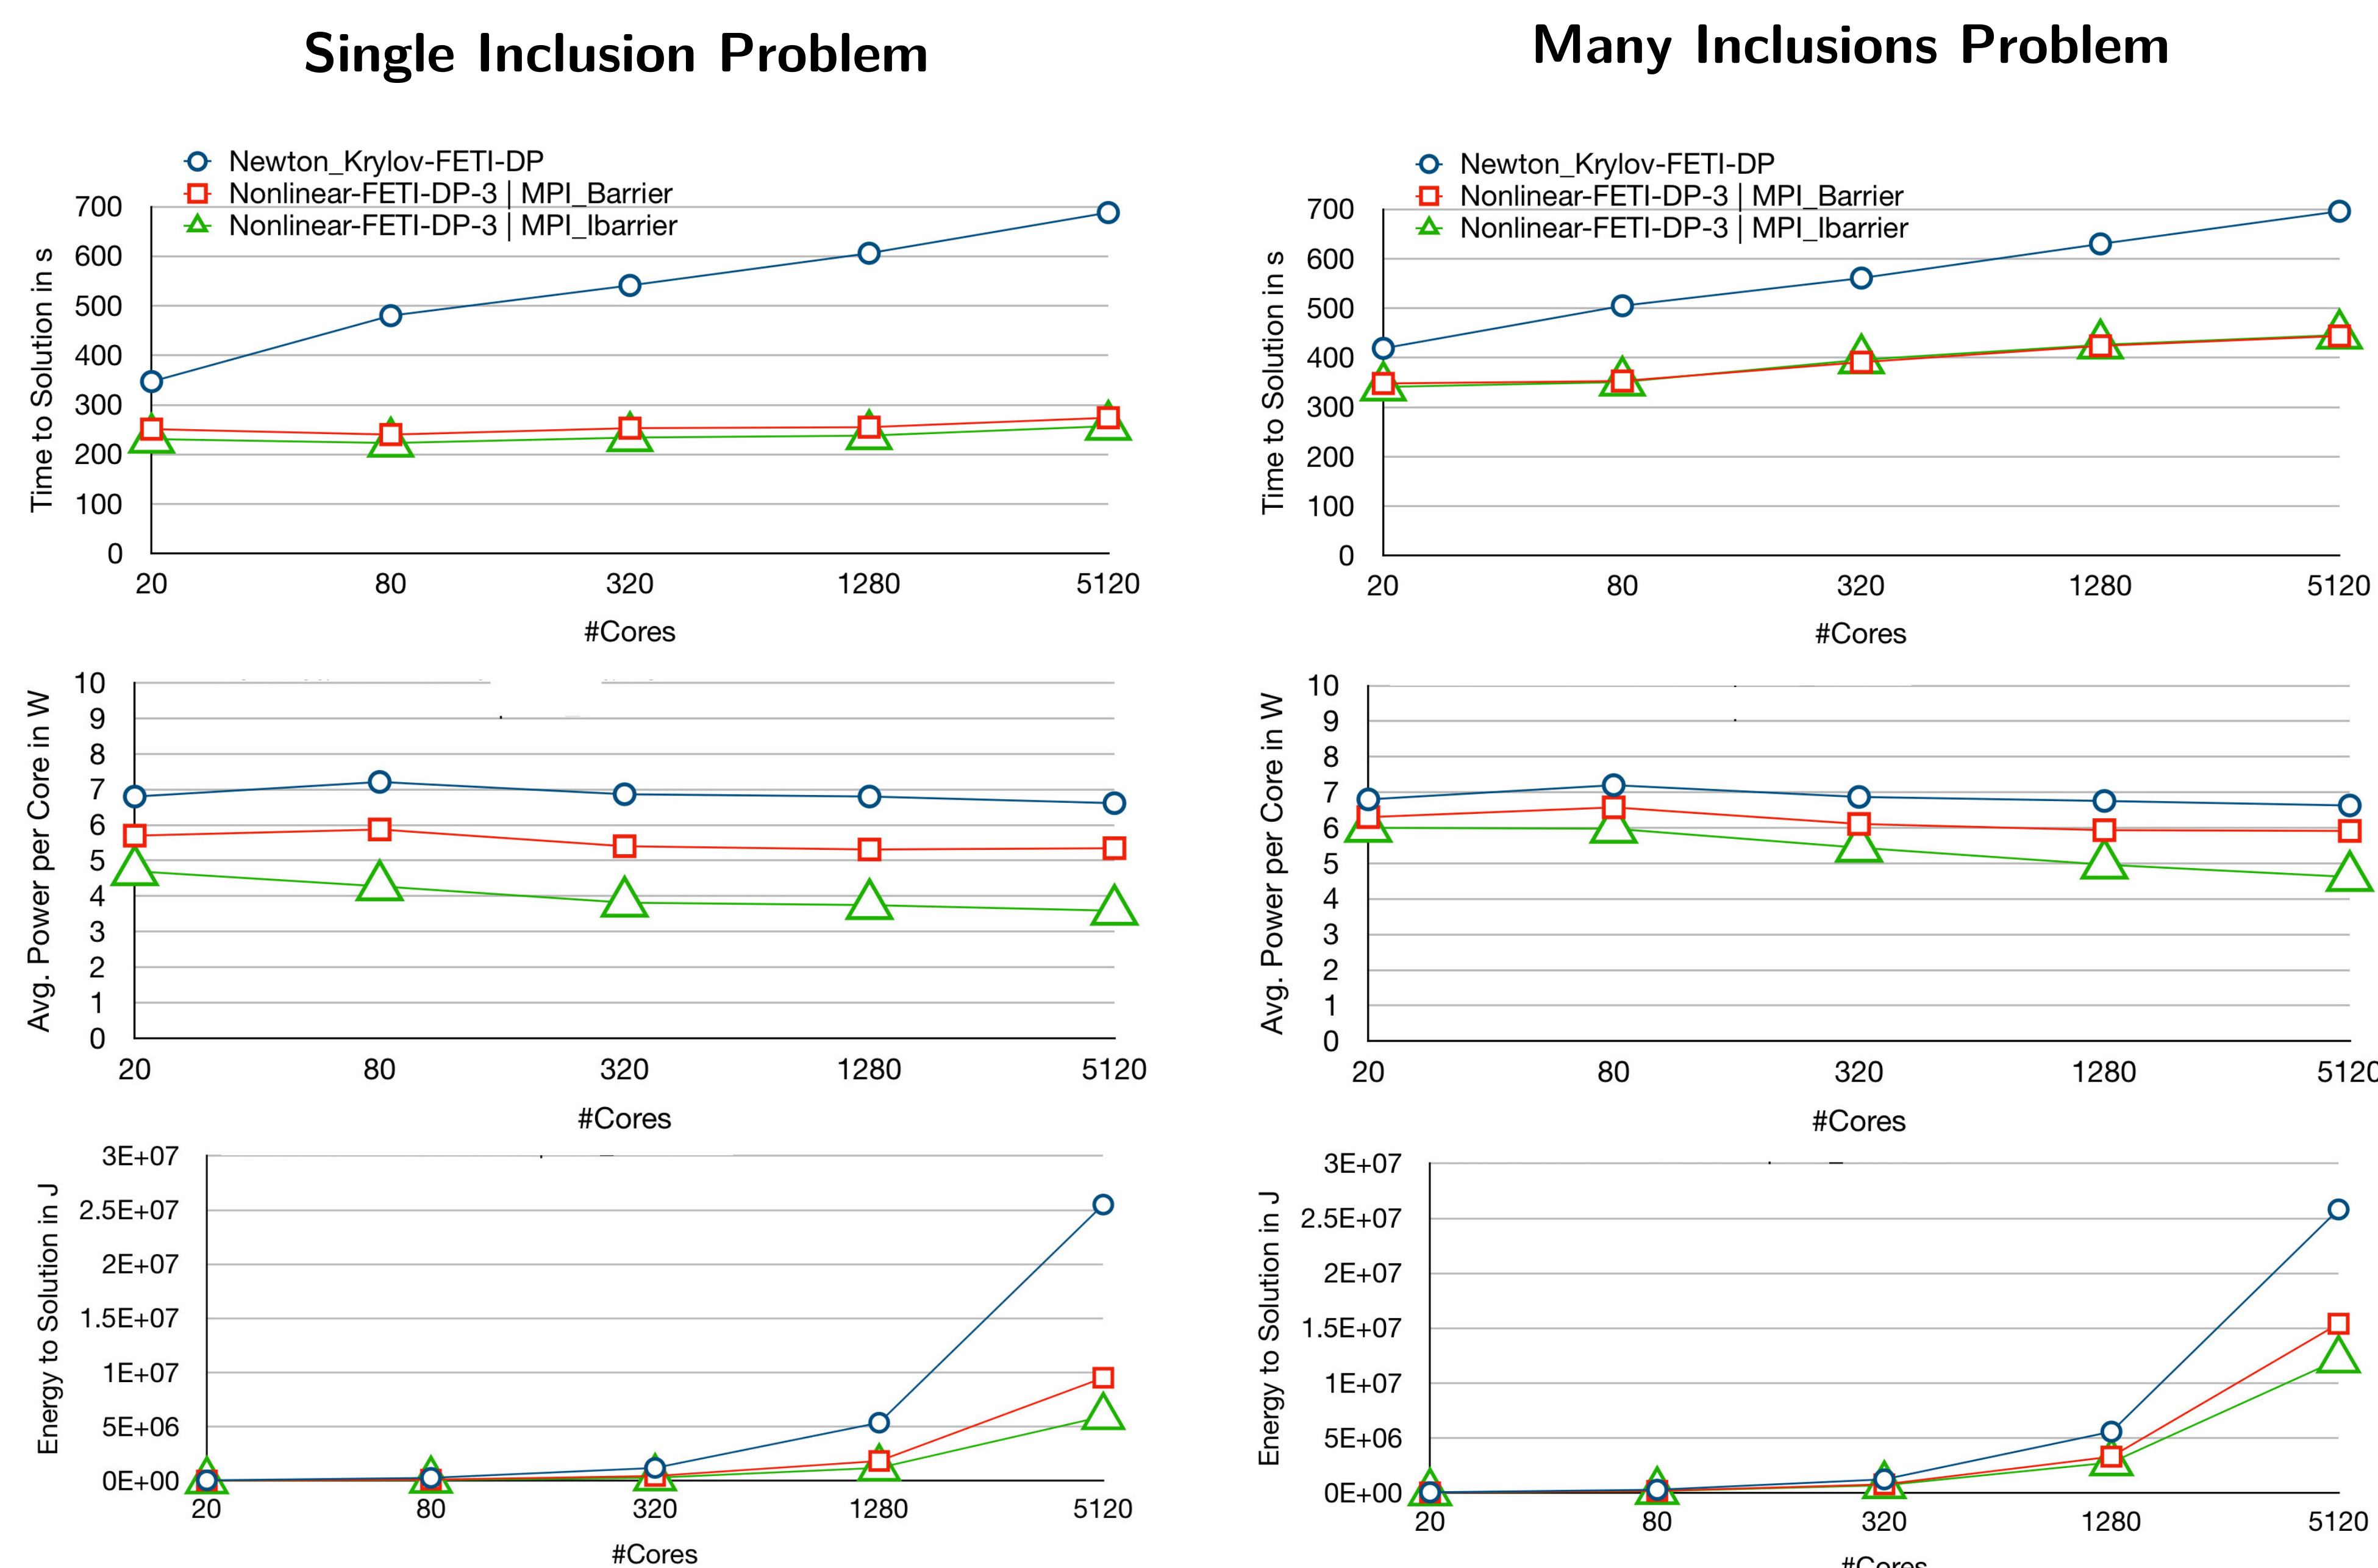 Single Inclusion Problem
Newton_Krylov-FETI-DP
Nonlinear-FETI-DP-3 | MPI_Barrier
Nonlinear-FETI-DP-3 | MPI_Ibarrier
Time to Solution in s
700
600
500
400
300
200
100
0
20 80 320 1280 5120
#Cores
Avg. Power per Core in W
10
9
8
7
6
5
4
3
2
1
0
20 80 320 1280 5120
#Cores
Energy to Solution in J
3E+07
2.5E+07
2E+07
1.5E+07
1E+07
5E+06
0E+00
20 80 320 1280 5120
#Cores
Many Inclusions Problem
Newton_Krylov-FETI-DP
Nonlinear-FETI-DP-3 | MPI_Barrier
Nonlinear-FETI-DP-3 | MPI_Ibarrier
Time to Solution in s
700
600
500
400
300
200
100
0
20 80 320 1280 5120
#Cores
Avg. Power per Core in W
10
9
8
7
6
5
4
3
2
1
0
20 80 320 1280 5120
#Cores
Energy to Solution in J
3E+07
2.5E+07
2E+07
1.5E+07
1E+07
5E+06
0E+00
20 80 320 1280 5120
#Cores